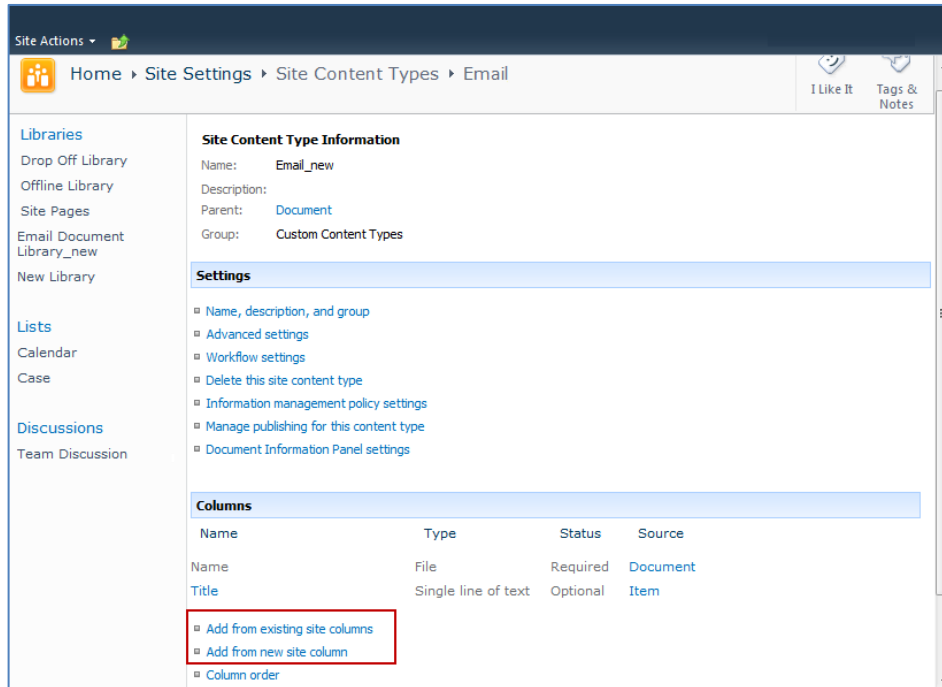 Site Actions
Home ▸ Site Settings ▸ Site Content Types ▸ Email
I Like It
Tags &
Notes
Libraries
Drop Off Library
Offline Library
Site Pages
Email Document
Library_new
New Library
Lists
Calendar
Case
Discussions
Team Discussion
Site Content Type Information
Name: Email_new
Description:
Parent: Document
Group: Custom Content Types
Settings
Name, description, and group
Advanced settings
Workflow settings
Delete this site content type
Information management policy settings
Manage publishing for this content type
Document Information Panel settings
Columns
Name Type Status Source
Name File Required Document
Title Single line of text Optional Item
Add from existing site columns
Add from new site column
Column order